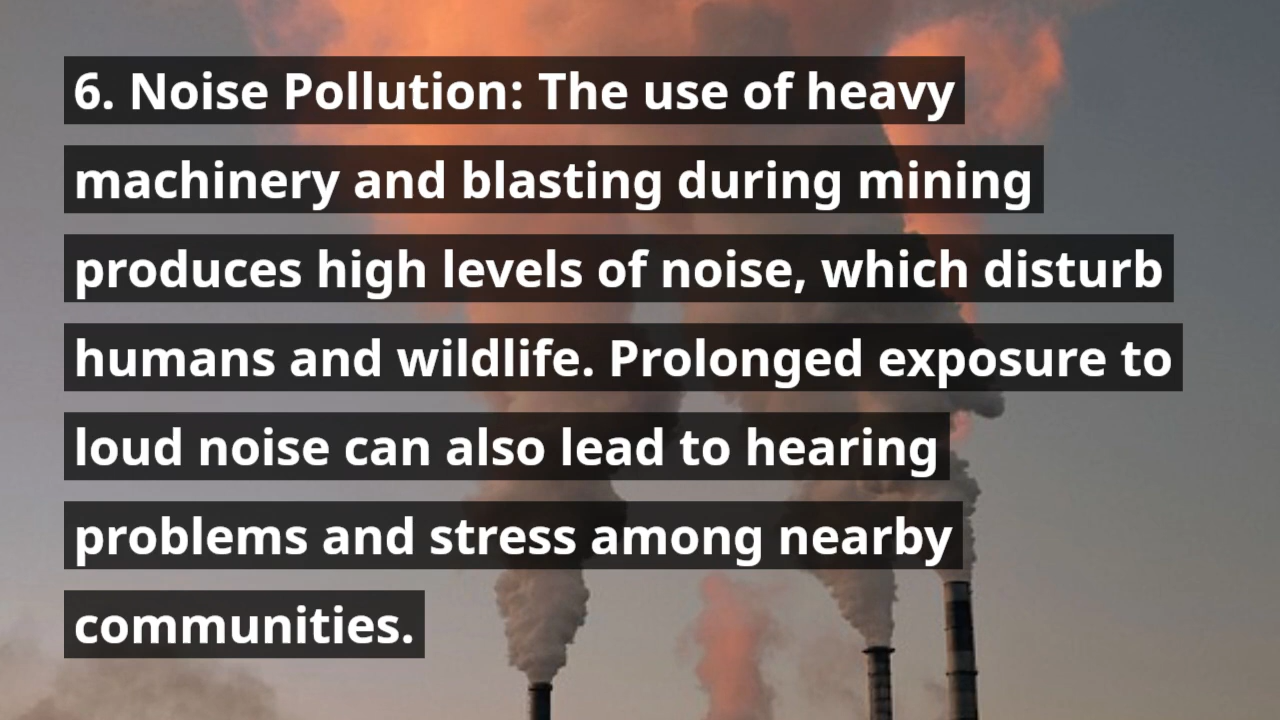 6. Noise Pollution: The use of heavy
machinery and blasting during mining
produces high levels of noise, which disturb
humans and wildlife. Prolonged exposure to
loud noise can also lead to hearing
problems and stress among nearby
communities.